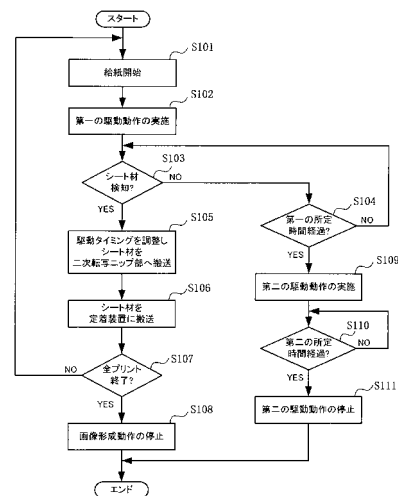 スタート
S101
給紙開始
S102
第一の駆動動作の実施
S103
シート材
検知?
NO
YES
S104
第一の所定
時間経過?
NO
YES
S105
駆動タイミングを調整し
シート材を
二次転写ニップ部へ搬送
S109
第二の駆動動作の実施
S106
シート材を
定着装置に搬送
S110
第二の所定
時間経過?
NO
YES
S107
全プリント
終了?
NO
YES
S111
第二の駆動動作の停止
S108
画像形成動作の停止
エンド